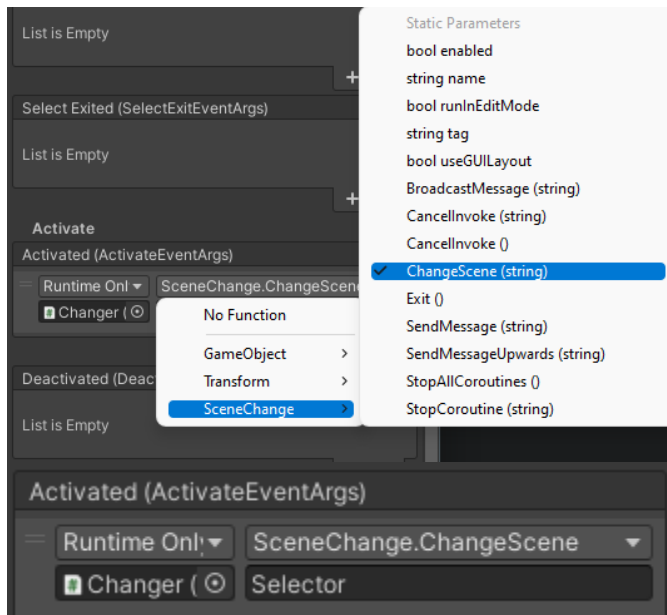 List is Empty
Select Exited (SelectExitEventArgs)
List is Empty
Activate
Activated (ActivateEventArgs)
Runtime Onl
SceneChange.ChangeScen
Changer (
No Function
GameObject
Transform
SceneChange
Deactivated (Deac
List is Empty
Static Parameters
bool enabled
string name
bool runInEditMode
string tag
bool useGUILayout
BroadcastMessage (string)
CancelInvoke (string)
CancelInvoke ()
ChangeScene (string)
Exit ()
SendMessage (string)
SendMessageUpwards (string)
StopAllCoroutines ()
StopCoroutine (string)
Activated (ActivateEventArgs)
Runtime Only
SceneChange.ChangeScene
Changer (
Selector